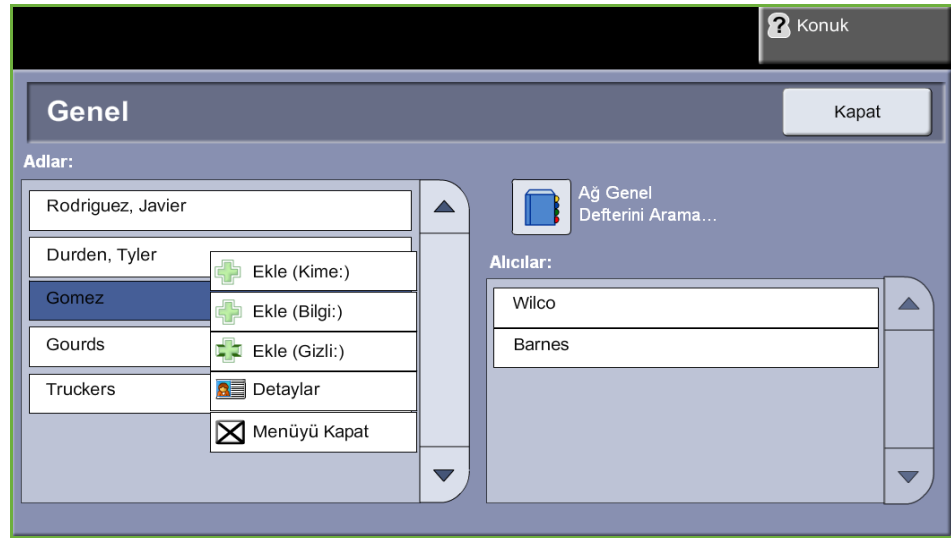 Konuk
Genel
Kapat
Adlar:
Rodriguez, Javier
Durden, Tyler
Gomez
Gourds
Truckers
Ekle (Kime:)
Ekle (Bilgi:)
Ekle (Gizli:)
Detaylar
Menüyü Kapat
Ağ Genel
Defterini Arama...
Alıcılar:
Wilco
Barnes